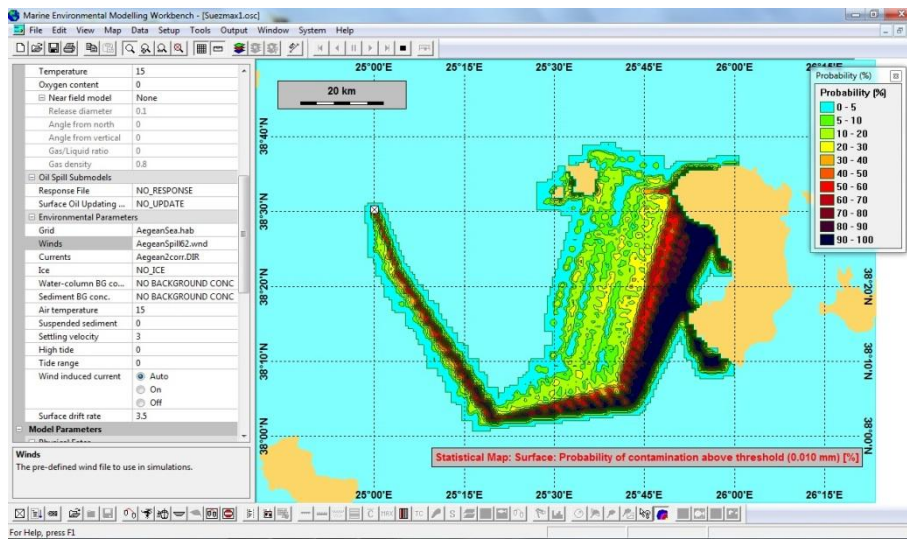 Marine Environmental Modelling Workbench - [Suezmax1.osc]
File Edit View Map Data Setup Tools Output Window System Help
Temperature 15
Oxygen content 0
Near field model None
Release diameter 0.1
Angle from north 0
Angle from vertical 0
Gas/Liquid ratio 0
Gas density 0.8
Oil Spill Submodels
Response File NO_RESPONSE
Surface Oil Updating ... NO_UPDATE
Environmental Parameters
Grid AegeanSea.hab
Winds AegeanSpill62.wnd
Currents Aegean2corr.DIR
Ice NO_ICE
Water-column BG co... NO BACKGROUND CONC
Sediment BG conc. NO BACKGROUND CONC
Air temperature 15
Suspended sediment 0
Settling velocity 3
High tide 0
Tide range 0
Wind induced current Auto
On
Off
Surface drift rate 3.5
Model Parameters
Winds
The pre-defined wind file to use in simulations.
25°00'E 25°15'E 25°30'E 25°45'E 26°00'E
20 km
38°40'N
38°30'N
38°20'N
38°10'N
38°00'N
Probability (%)
Probability (%)
0 - 5
5 - 10
10 - 20
20 - 30
30 - 40
40 - 50
50 - 60
60 - 70
70 - 80
80 - 90
90 - 100
38°20'N
38°10'N
38°00'N
Statistical Map: Surface: Probability of contamination above threshold (0.010 mm) [%]
25°00'E 25°15'E 25°30'E 25°45'E 26°00'E 26°15'E
For Help, press F1